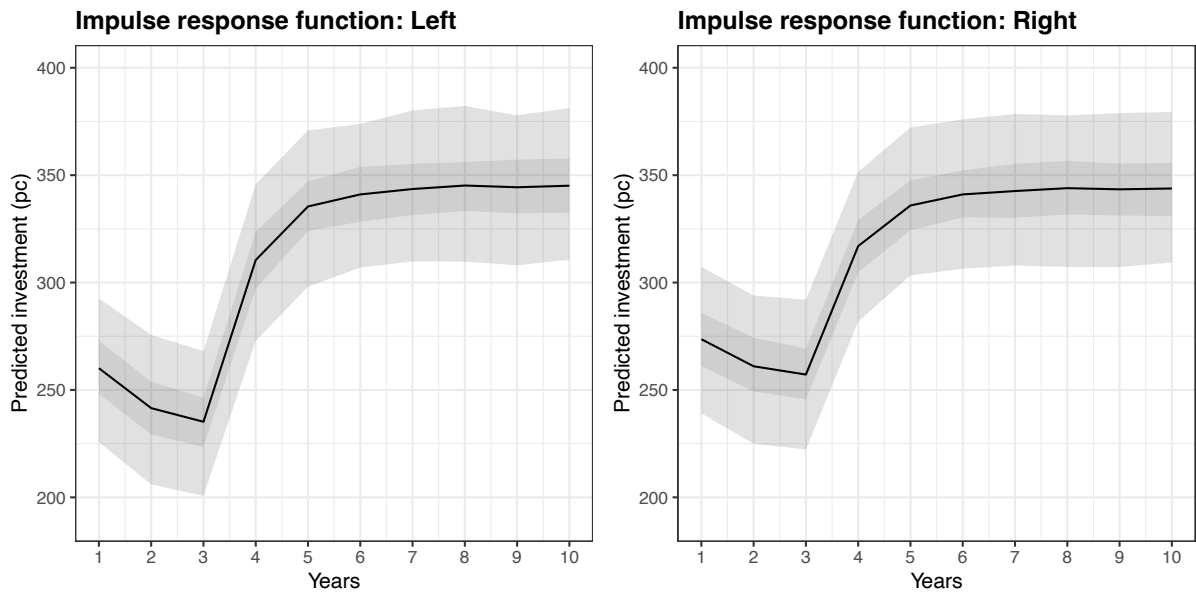 Impulse response function: Left
Predicted investment (pc)
400
350
300
250
200
1 2 3 4 5 6 7 8 9 10
Years
Impulse response function: Right
Predicted investment (pc)
400
350
300
250
200
1 2 3 4 5 6 7 8 9 10
Years